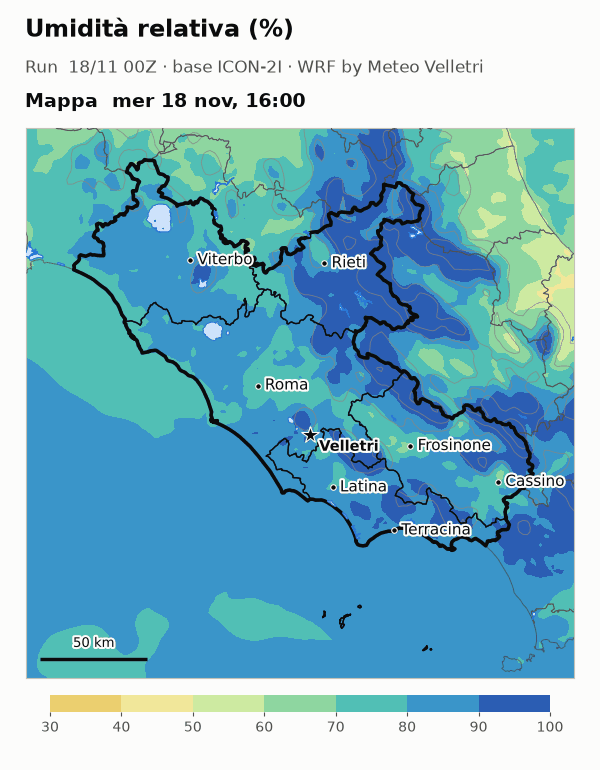 Umidità relativa (%)
Run  18/11 00Z · base ICON-2I · WRF by Meteo Velletri
Mappa  mer 18 nov, 16:00
Viterbo
Rieti
Roma
Velletri
Frosinone
Latina
Cassino
Terracina
50 km
30 40 50 60 70 80 90 100